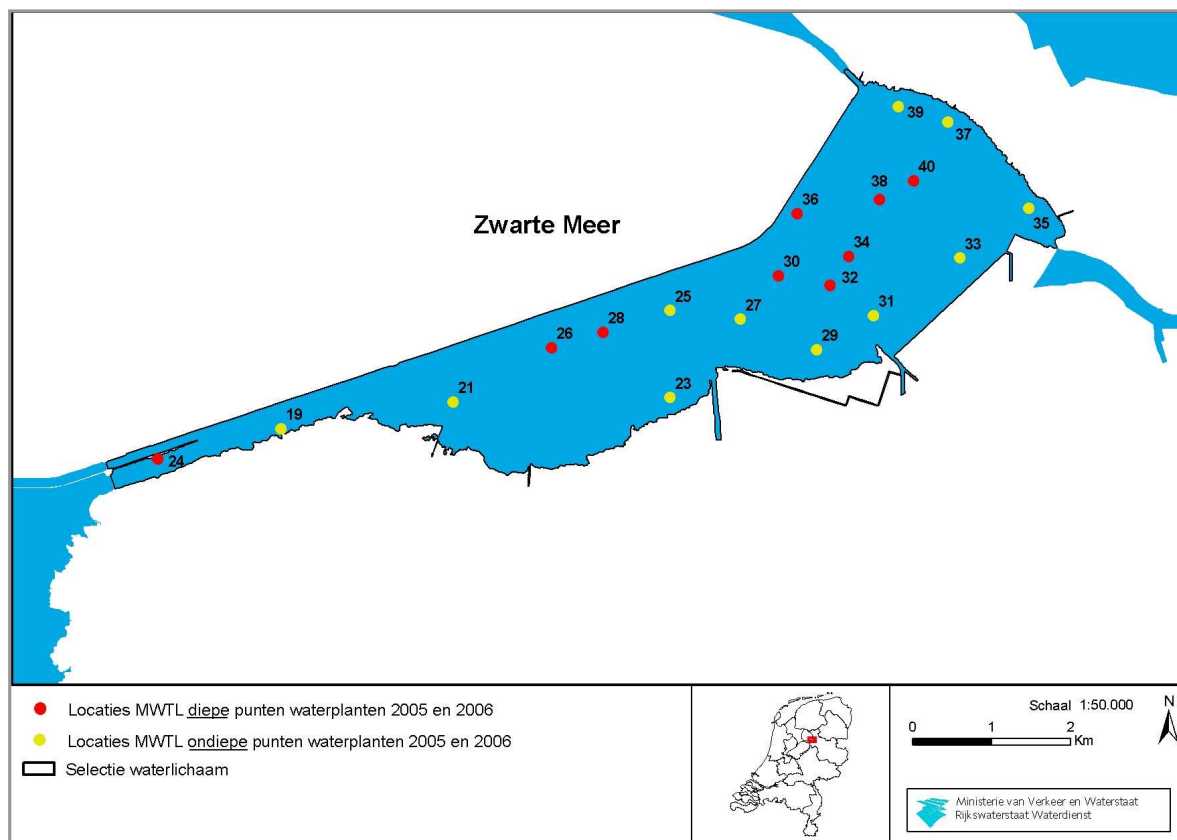 39
37
40
38
36
35
Zwarte Meer
34
33
30
32
25
31
27
28
26
29
23
21
19
24
Locaties MWTL diepe punten waterplanten 2005 en 2006
Locaties MWTL ondiepe punten waterplanten 2005 en 2006
Selectie waterlichaam
Schaal 1:50.000
N
0 1 2
Km
Ministerie van Verkeer en Waterstaat
Rijkswaterstaat Waterdienst